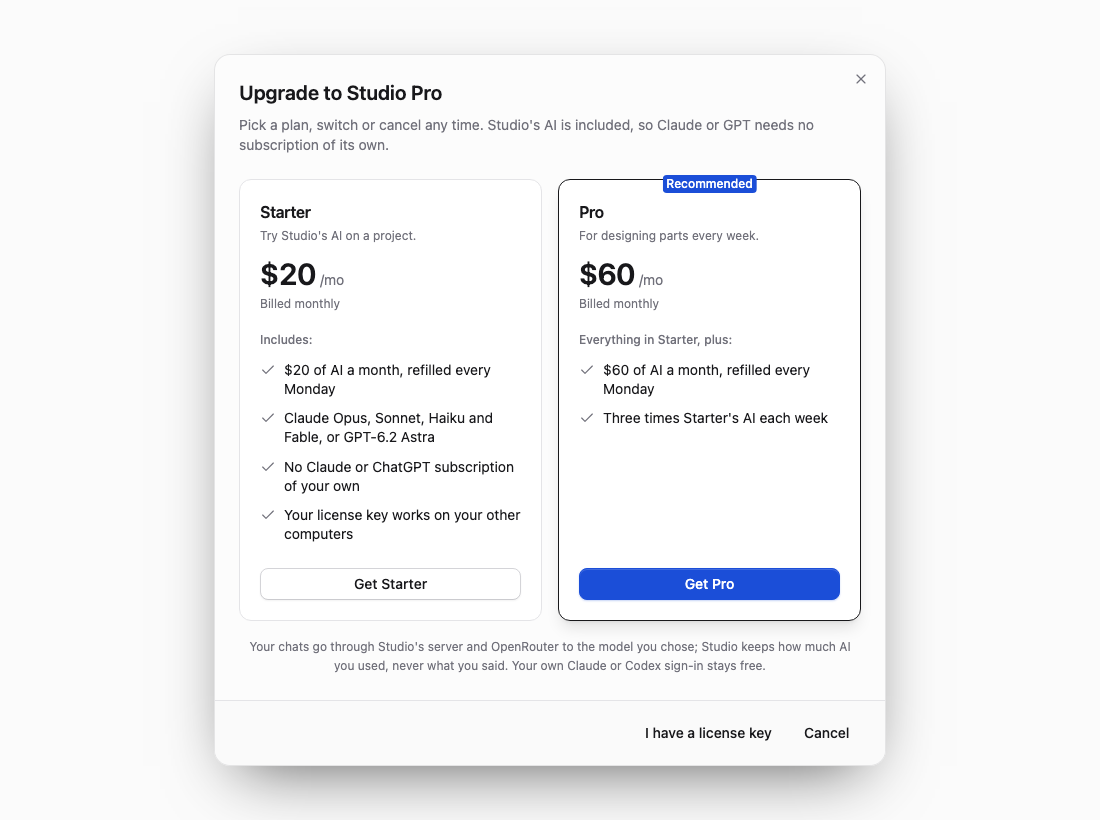 Upgrade to Studio Pro
Pick a plan, switch or cancel any time. Studio's AI is included, so Claude or GPT needs no
subscription of its own.
Starter
Try Studio's AI on a project.
$20 /mo
Billed monthly
Includes:
$20 of AI a month, refilled every
Monday
Claude Opus, Sonnet, Haiku and
Fable, or GPT-6.2 Astra
No Claude or ChatGPT subscription
of your own
Your license key works on your other
computers
Get Starter
Recommended
Pro
For designing parts every week.
$60 /mo
Billed monthly
Everything in Starter, plus:
$60 of AI a month, refilled every
Monday
Three times Starter's AI each week
Get Pro
Your chats go through Studio's server and OpenRouter to the model you chose; Studio keeps how much AI
you used, never what you said. Your own Claude or Codex sign-in stays free.
I have a license key
Cancel